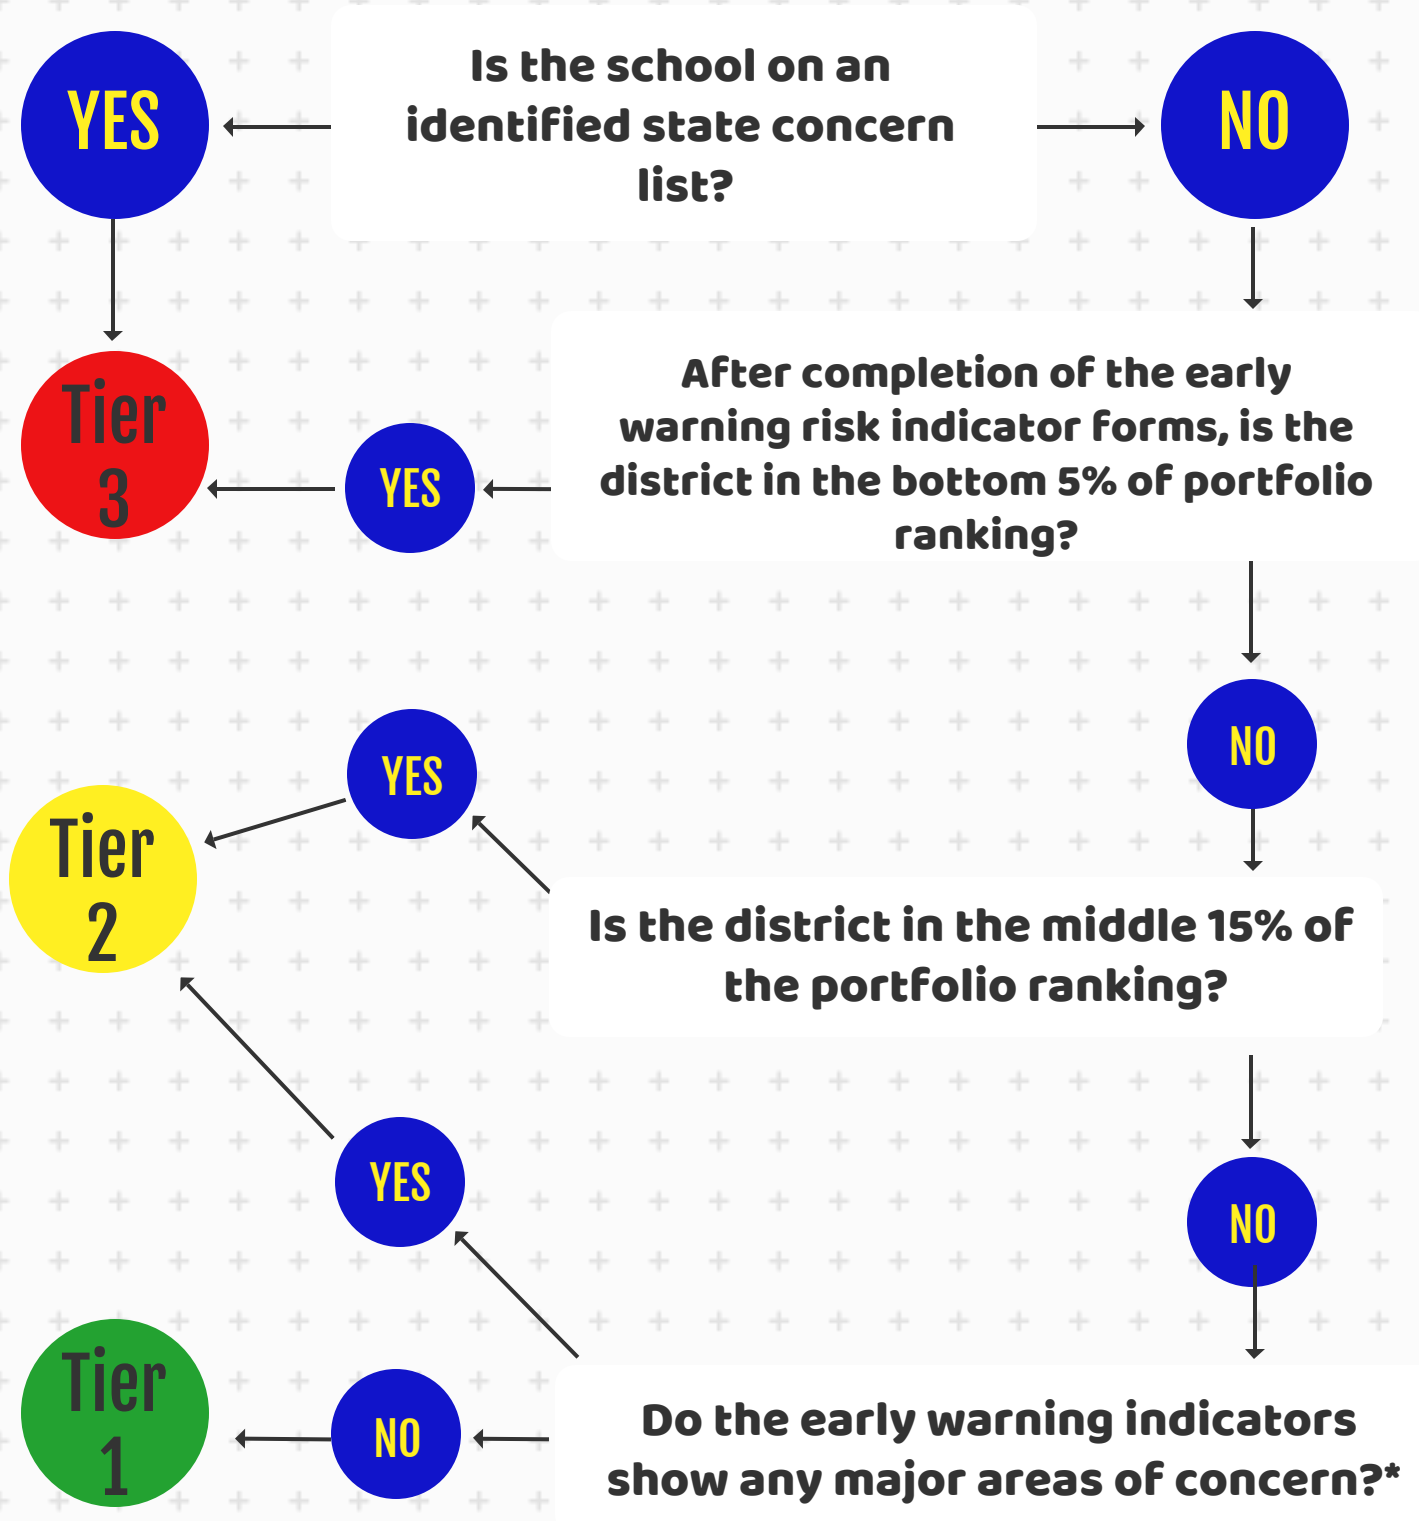 YES
Is the school on an
identified state concern
list?
NO
After completion of the early
warning risk indicator forms, is the
district in the bottom 5% of portfolio
ranking?
YES
Tier
3
NO
Is the district in the middle 15% of
the portfolio ranking?
YES
Tier
2
NO
Do the early warning indicators
show any major areas of concern?*
YES
NO
Tier
1